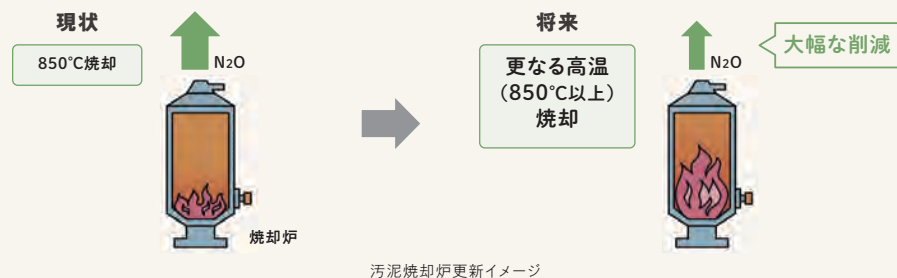 現状
850℃焼却
N2O
焼却炉
将来
更なる高温
（850℃以上）
焼却
N2O
大幅な削減
汚泥焼却炉更新イメージ